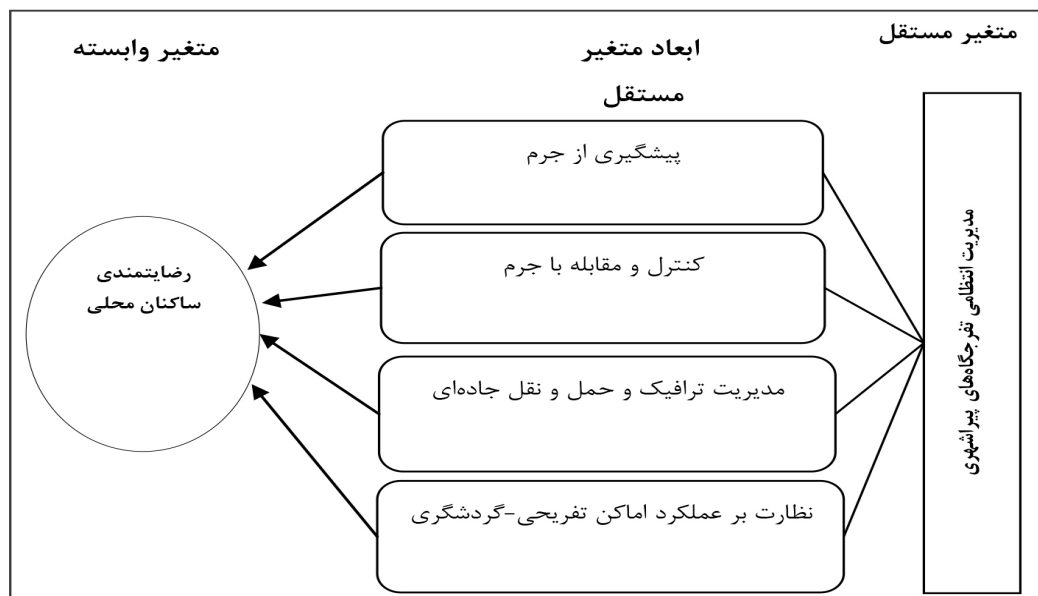 متغیر مستقل
ابعاد متغیر
مستقل
متغیر وابسته
مدیریت انتظامی تفرجگاه‌های پیراشهری
پیشگیری از جرم
کنترل و مقابله با جرم
مدیریت ترافیک و حمل و نقل جاده‌ای
نظارت بر عملکرد اماکن تفریحی-گردشگری
رضایتمندی
ساکنان محلی